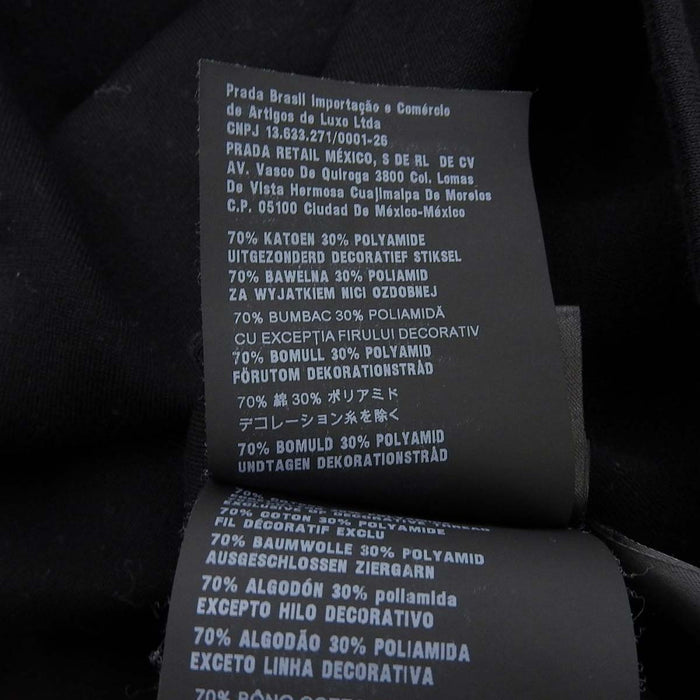 Prada Brasil Importação e Comércio
de Artigos de Luxo Ltda
CNPJ 13.633.271/0001-26
PRADA RETAIL MÉXICO, S DE RL DE CV
AV. Vasco De Quiroga 3800 Col. Lomas
De Vista Hermosa Cuajimalpa De Morelos
C.P. 05100 Ciudad De México-México
70% KATOEN 30% POLYAMIDE
UITGEZONDERD DECORATIEF STIKSEL
70% BAWEŁNA 30% POLIAMID
ZA WYJATKIEM NICI OZDOBNEJ
70% BUMBAC 30% POLIAMIDĂ
CU EXCEPȚIA FIRULUI DECORATIV
70% BOMULL 30% POLYAMID
FÖRUTOM DEKORATIONSTRÅD
70% 綿 30% ポリアミド
デコレーション糸を除く
70% BOMULD 30% POLYAMID
UNDTAGEN DEKORATIONSTRÅD
70%
EXCLUSIVE OF
70% COTON 30% POLYAMIDE
FIL DÉCORATIF EXCLU
70% BAUMWOLLE 30% POLYAMID
AUSGESCHLOSSEN ZIERGARN
70% ALGODÓN 30% poliamida
EXCEPTO HILO DECORATIVO
70% ALGODÃO 30% POLIAMIDA
EXCETO LINHA DECORATIVA
70% BÔNG